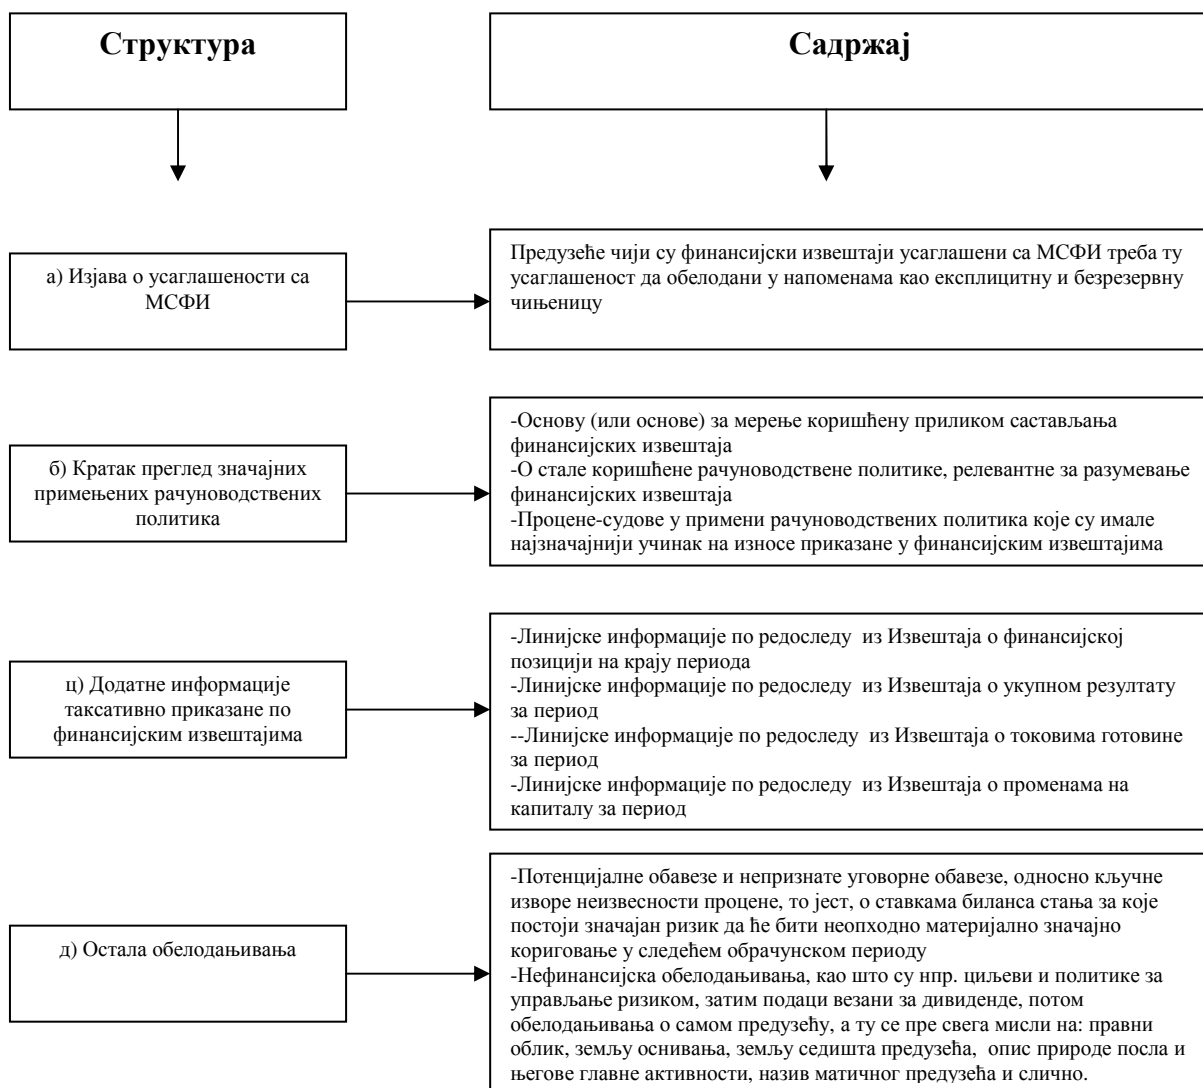 Структура
Садржај
а) Изјава о усаглашености са
МСФИ
Предузеће чији су финансијски извештаји усаглашени са МСФИ треба ту
усаглашеност да обелодани у напоменама као експлицитну и безрезервну
чињеницу
б) Кратак преглед значајних
примењених рачуноводствених
политика
-Основу (или основе) за мерење коришћену приликом састављања
финансијских извештаја
-О стале коришћене рачуноводствене политике, релевантне за разумевање
финансијских извештаја
-Процене-судове у примени рачуноводствених политика које су имале
најзначајнији учинак на износе приказане у финансијским извештајима
ц) Додатне информације
таксативно приказане по
финансијским извештајима
-Линијске информације по редоследу из Извештаја о финансијској
позицији на крају периода
-Линијске информације по редоследу из Извештаја о укупном резултату
за период
--Линијске информације по редоследу из Извештаја о токовима готовине
за период
-Линијске информације по редоследу из Извештаја о променама на
капиталу за период
д) Остала обелодањивања
-Потенцијалне обавезе и непризнате уговорне обавезе, односно кључне
изворе неизвесности процене, то јест, о ставкама биланса стања за које
постоји значајан ризик да ће бити неопходно материјално значајно
кориговање у следећем обрачунском периоду
-Нефинансијска обелодањивања, као што су нпр. циљеви и политике за
управљање ризиком, затим подаци везани за дивиденде, потом
обелодањивања о самом предузећу, а ту се пре свега мисли на: правни
облик, земљу оснивања, земљу седишта предузећа, опис природе посла и
његове главне активности, назив матичног предузећа и слично.